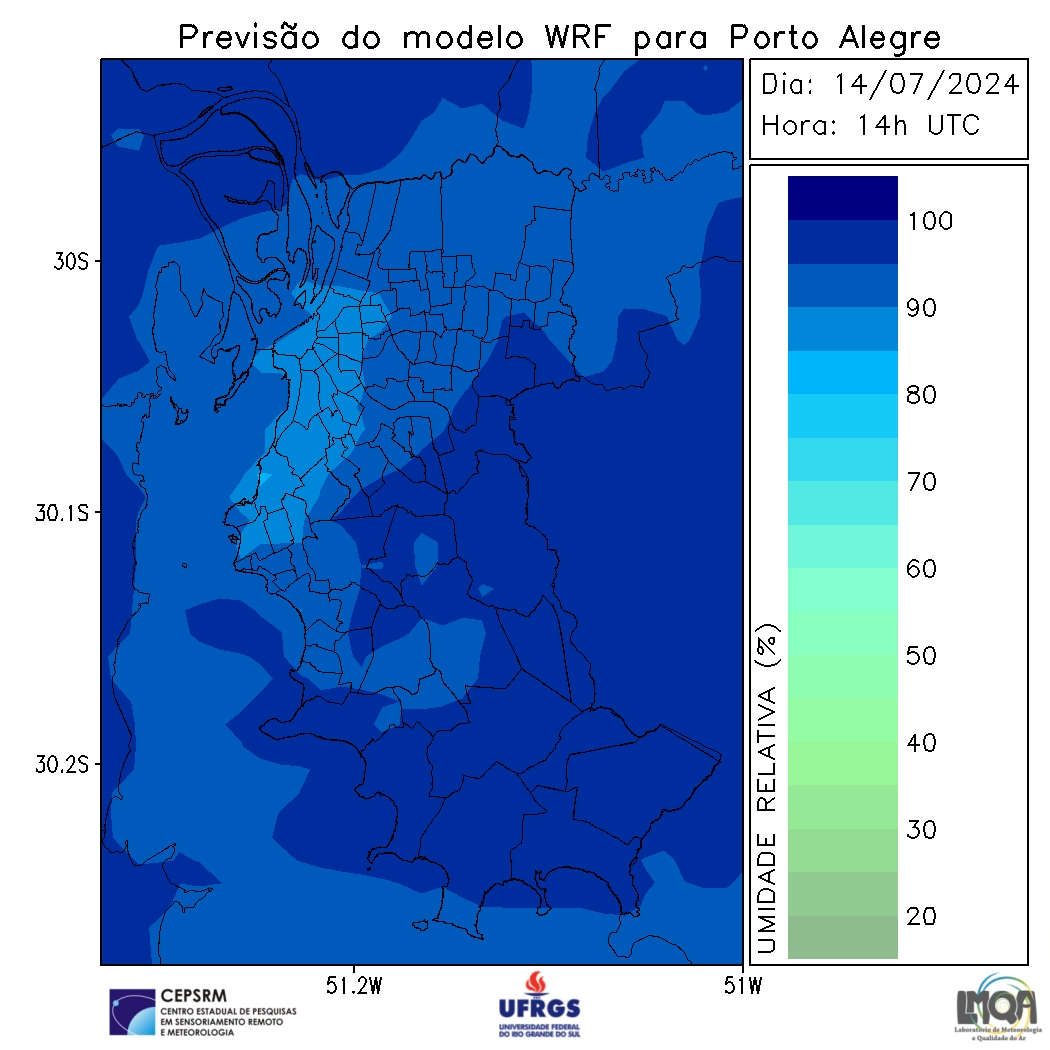 Previsão do modelo WRF para Porto Alegre
Dia: 14/07/2024
Hora: 14h UTC
30S
30.1S
30.2S
51.2W
51W
100
90
80
70
60
50
40
30
20
UMIDADE RELATIVA (%)
CEPSRM
CENTRO ESTADUAL DE PESQUISAS
EM SENSORIAMENTO REMOTO
E METEOROLOGIA
UFRGS
UNIVERSIDADE FEDERAL
DO RIO GRANDE DO SUL
LMQA
Laboratório de Meteorologia
e Qualidade do Ar